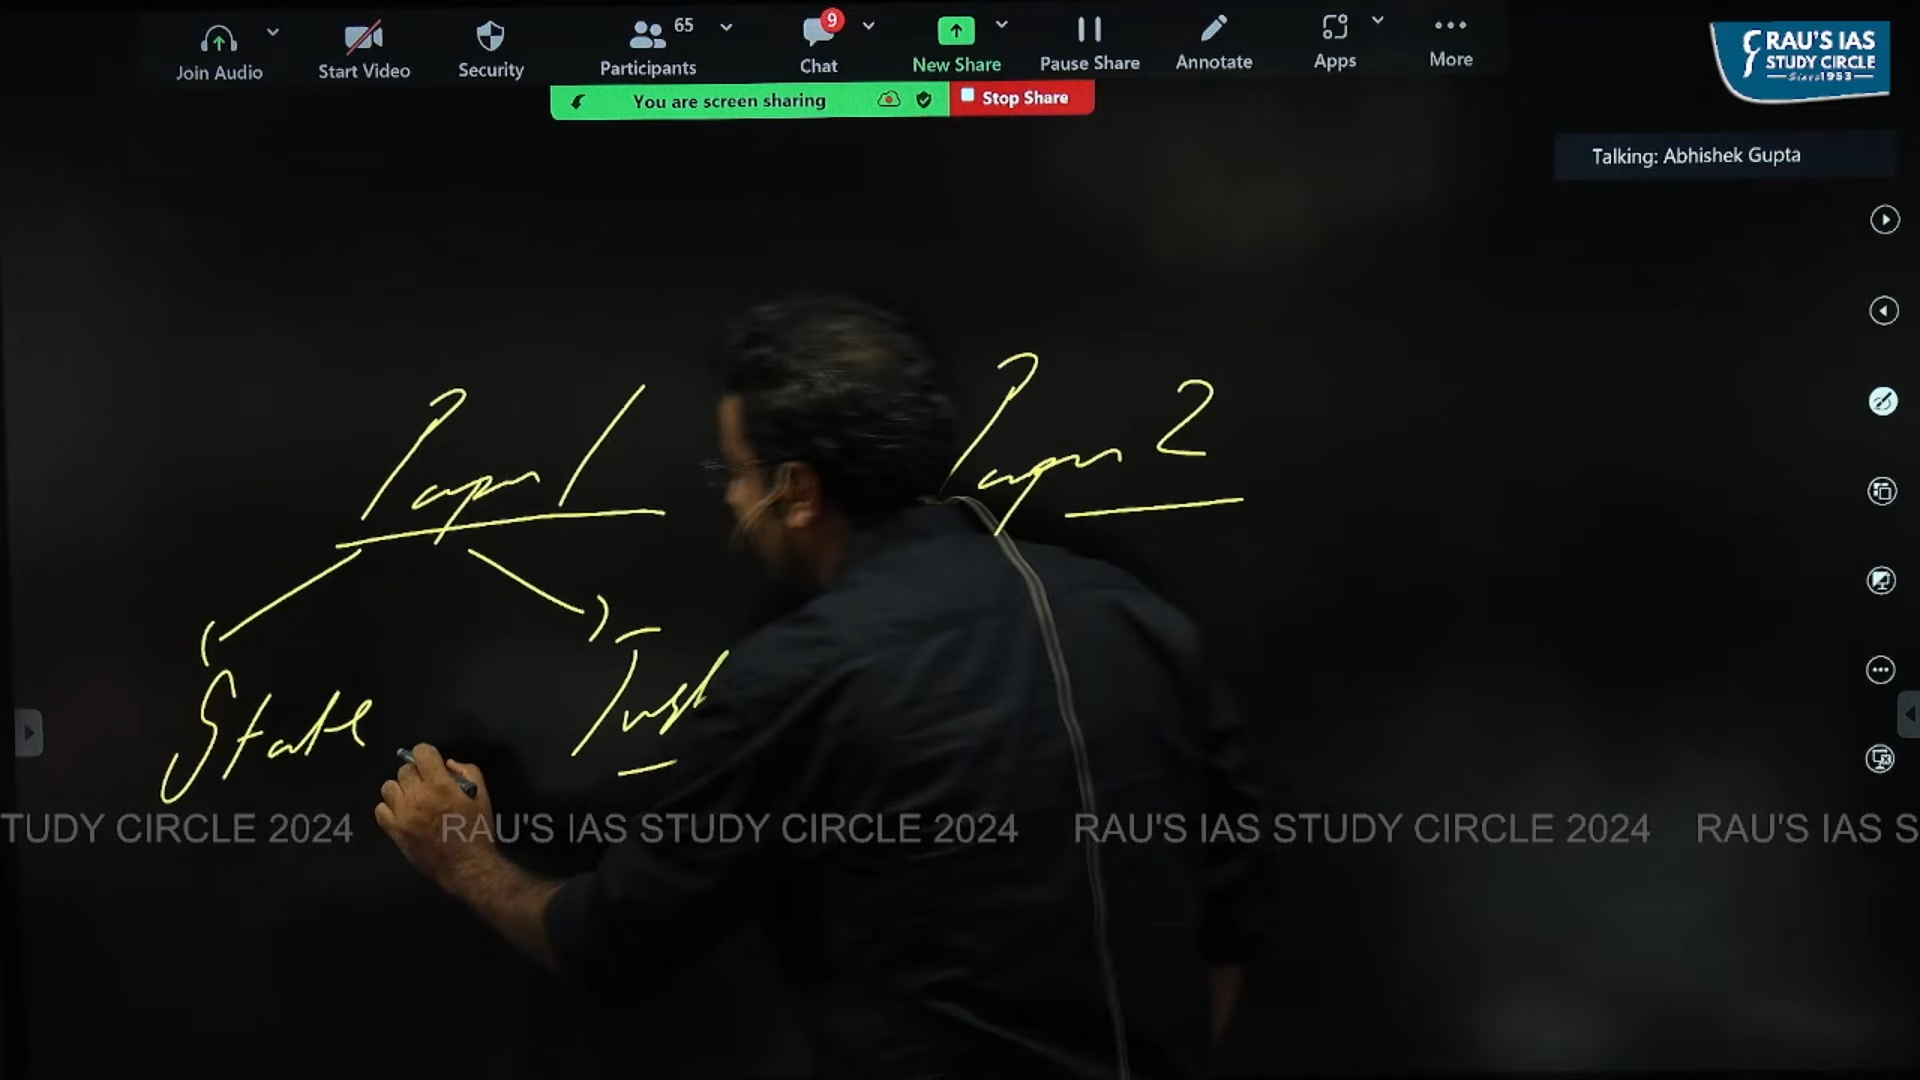 65
9
Join Audio
Start Video
Security
Participants
Chat
New Share
Pause Share
Annotate
Apps
More
RAU'S IAS
STUDY CIRCLE
Since 1953
You are screen sharing
Stop Share
Talking: Abhishek Gupta
Paper 1
Paper 2
State
TUDY CIRCLE 2024 RAU'S IAS STUDY CIRCLE 2024 RAU'S IAS STUDY CIRCLE 2024 RAU'S IAS S